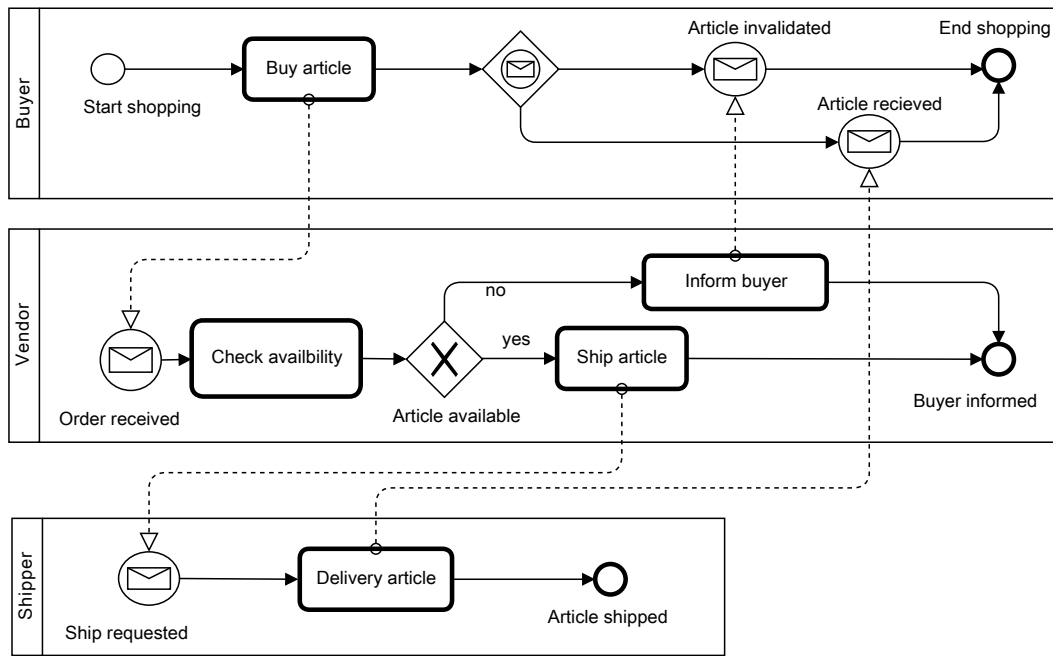 Buyer
Start shopping
Buy article
Article invalidated
End shopping
Article recieved
Vendor
Order received
Check availbility
Article available
no
yes
Inform buyer
Ship article
Buyer informed
Shipper
Ship requested
Delivery article
Article shipped